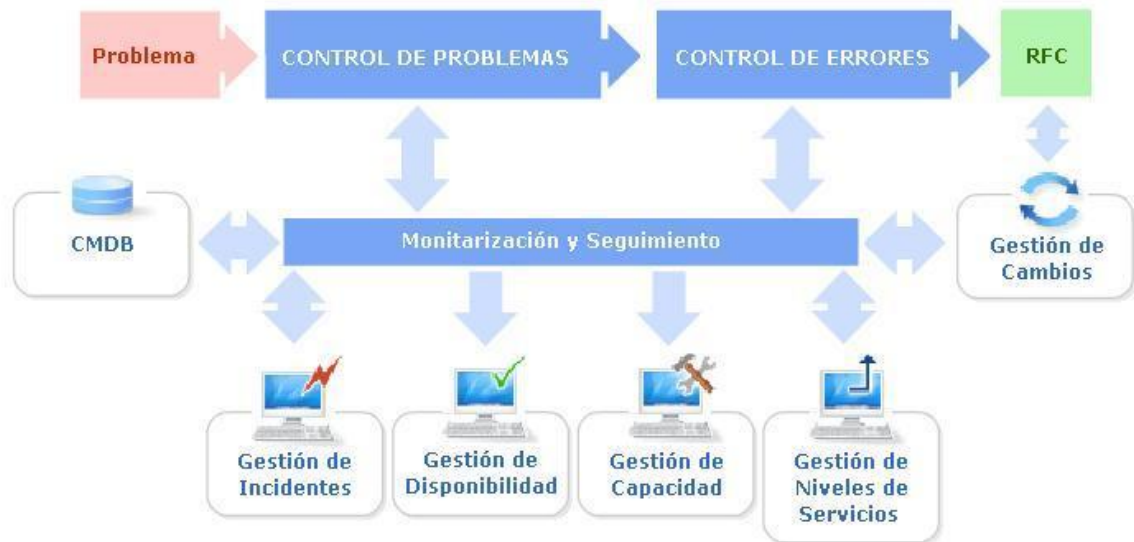 Problema
CONTROL DE PROBLEMAS
CONTROL DE ERRORES
RFC
CMDB
Monitarización y Seguimiento
Gestión de
Cambios
Gestión de
Incidentes
Gestión de
Disponibilidad
Gestión de
Capacidad
Gestión de
Niveles de
Servicios